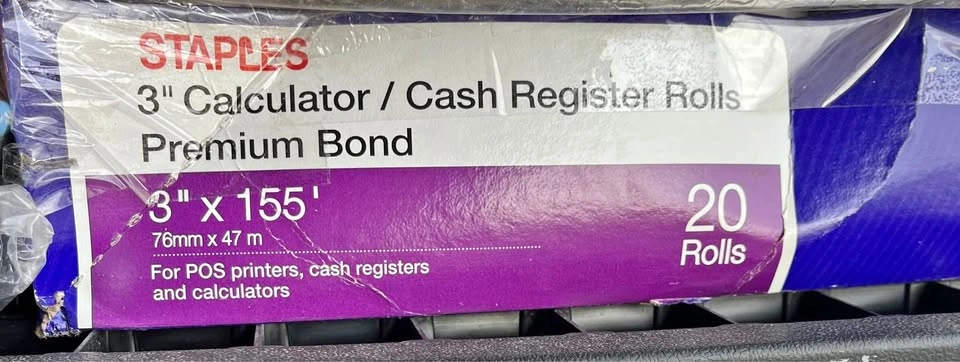 STAPLES
3" Calculator / Cash Register Rolls
Premium Bond
3" x 155'
76mm x 47 m
For POS printers, cash registers
and calculators
20
Rolls